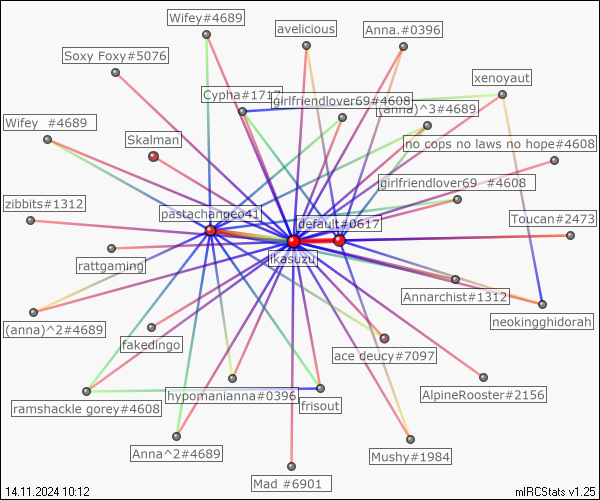 Wifey#4689
avelicious
Anna.#0396
Soxy Foxy#5076
xenoyaut
Cypha#1717
girlfriendlover69#4608
(anna)^3#4689
Wifey  #4689
Skalman
no cops no laws no hope#4608
girlfriendlover69  #4608
zibbits#1312
pastachangeo41
default#0617
Toucan#2473
ikasuzu
rattgaming
Annarchist#1312
neokingghidorah
(anna)^2#4689
fakedingo
ace deucy#7097
hypomanianna#0396
AlpineRooster#2156
ramshackle gorey#4608
frisout
Anna^2#4689
Mushy#1984
Mad #6901
14.11.2024 10:12
mIRCStats v1.25